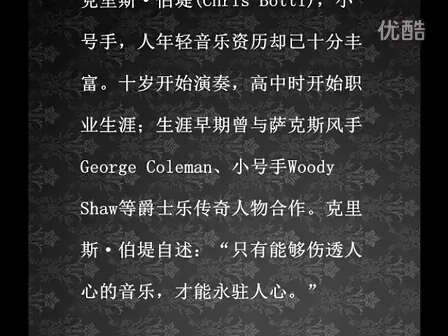 克里斯·伯堤(Chris Botti)，小
优酷
号手，人年轻音乐资历却已十分丰
富。十岁开始演奏，高中时开始职
业生涯；生涯早期曾与萨克斯风手
George Coleman、小号手Woody
Shaw等爵士乐传奇人物合作。克里
斯·伯堤自述：“只有能够伤透人
心的音乐，才能永驻人心。”